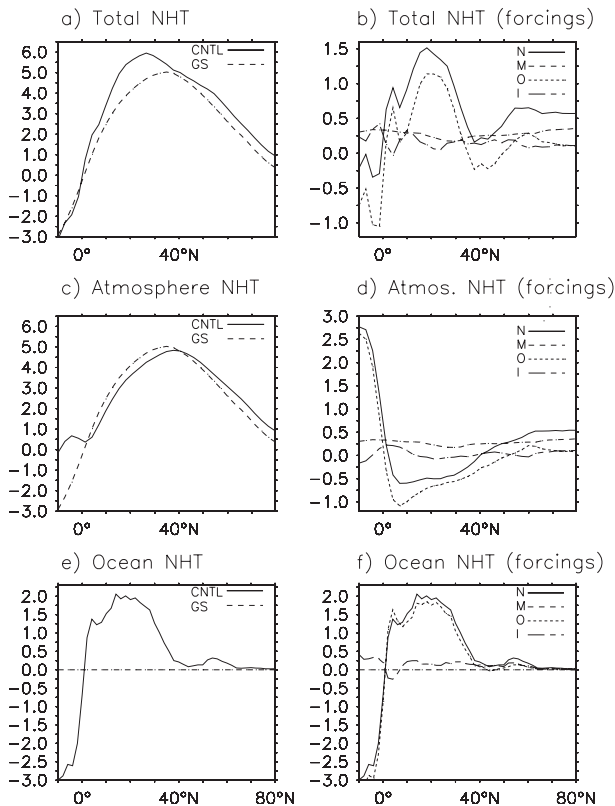 a) Total NHT
6.0
5.0
4.0
3.0
2.0
1.0
0.0
−1.0
−2.0
−3.0
CNTL
GS
0° 40°N
b) Total NHT (forcings)
1.5
1.0
0.5
0.0
−0.5
−1.0
N
M
O
I
0° 40°N
c) Atmosphere NHT
6.0
5.0
4.0
3.0
2.0
1.0
0.0
−1.0
−2.0
−3.0
CNTL
GS
0° 40°N
d) Atmos. NHT (forcings)
3.0
2.5
2.0
1.5
1.0
0.5
0.0
−0.5
−1.0
N
M
O
I
0° 40°N
e) Ocean NHT
2.0
1.5
1.0
0.5
0.0
−0.5
−1.0
−1.5
−2.0
−2.5
−3.0
CNTL
GS
0° 40°N 80°N
f) Ocean NHT (forcings)
2.0
1.5
1.0
0.5
0.0
−0.5
−1.0
−1.5
−2.0
−2.5
−3.0
N
M
O
I
0° 40°N 80°N